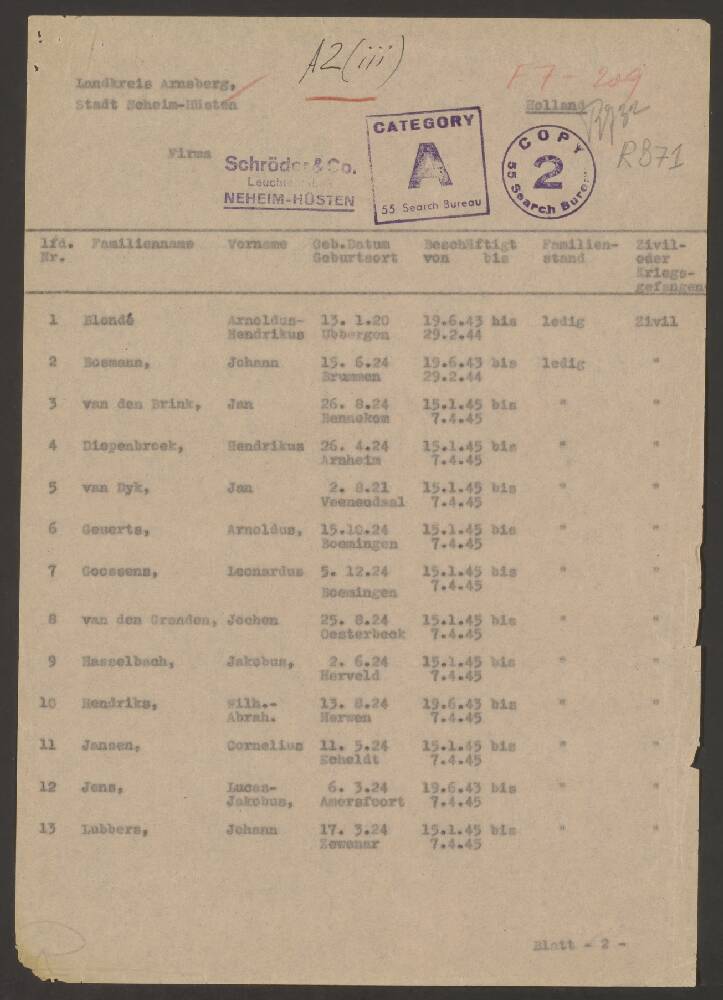 A2(iii)
F7 - 209
Landkreis Arnsberg,
Stadt Neheim-Hüsten
Holland
RB71
Firma
Schröder & Co.
NEHEIM-HÜSTEN
CATEGORY
A
55 Search Bureau
COPY
2
55 Search Bureau
lfd. Familienname Vorname Geb.Datum Beschäftigt Familien- Zivil-
Nr. Geburtsort von bis stand oder
Kriegs-
gefangen
1 Blondé Arnoldus- 13. 1.20 19.6.43 bis ledig Zivil
Hendrikus Ubbergen 29.2.44
2 Bosmann, Johann 15. 6.24 19.6.43 bis ledig "
Brummen 29.2.44
3 van den Brink, Jan 26. 8.24 15.1.45 bis " "
Bennekom 7.4.45
4 Diepenbroek, Hendrikus 26. 4.24 15.1.45 bis " "
Arnheim 7.4.45
5 van Dyk, Jan 2. 8.21 15.1.45 bis " "
Veenendaal 7.4.45
6 Geuerts, Arnoldus, 15.10.24 15.1.45 bis " "
Boemingen 7.4.45
7 Goossens, Leonardus 5. 12.24 15.1.45 bis " "
Boemingen 7.4.45
8 van den Granden, Jochen 25. 8.24 15.1.45 bis " "
Oesterbeek 7.4.45
9 Hasselbach, Jakobus, 2. 6.24 15.1.45 bis " "
Herveld 7.4.45
10 Hendriks, Wilh.- 13. 8.24 19.6.43 bis " "
Abrah. Herwen 7.4.45
11 Jansen, Cornelius 11. 5.24 15.1.45 bis " "
Scheldt 7.4.45
12 Jens, Lucas- 6. 3.24 19.6.43 bis " "
Jakobus, Amersfoort 7.4.45
13 Lubbers, Johann 17. 3.24 15.1.45 bis " "
Zewenar 7.4.45
Blatt - 2 -